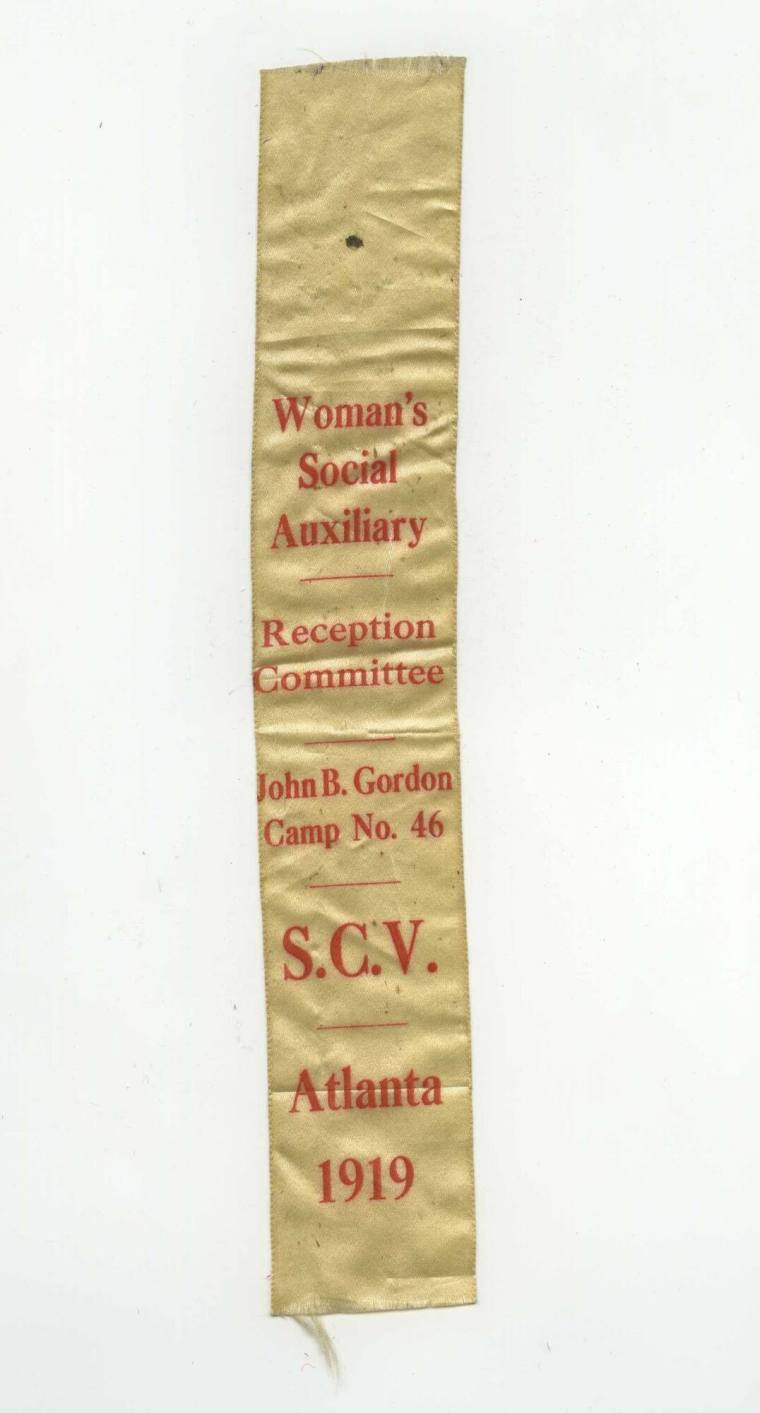 Woman's
Social
Auxiliary
Reception
Committee
John B. Gordon
Camp No. 46
S.C.V.
Atlanta
1919